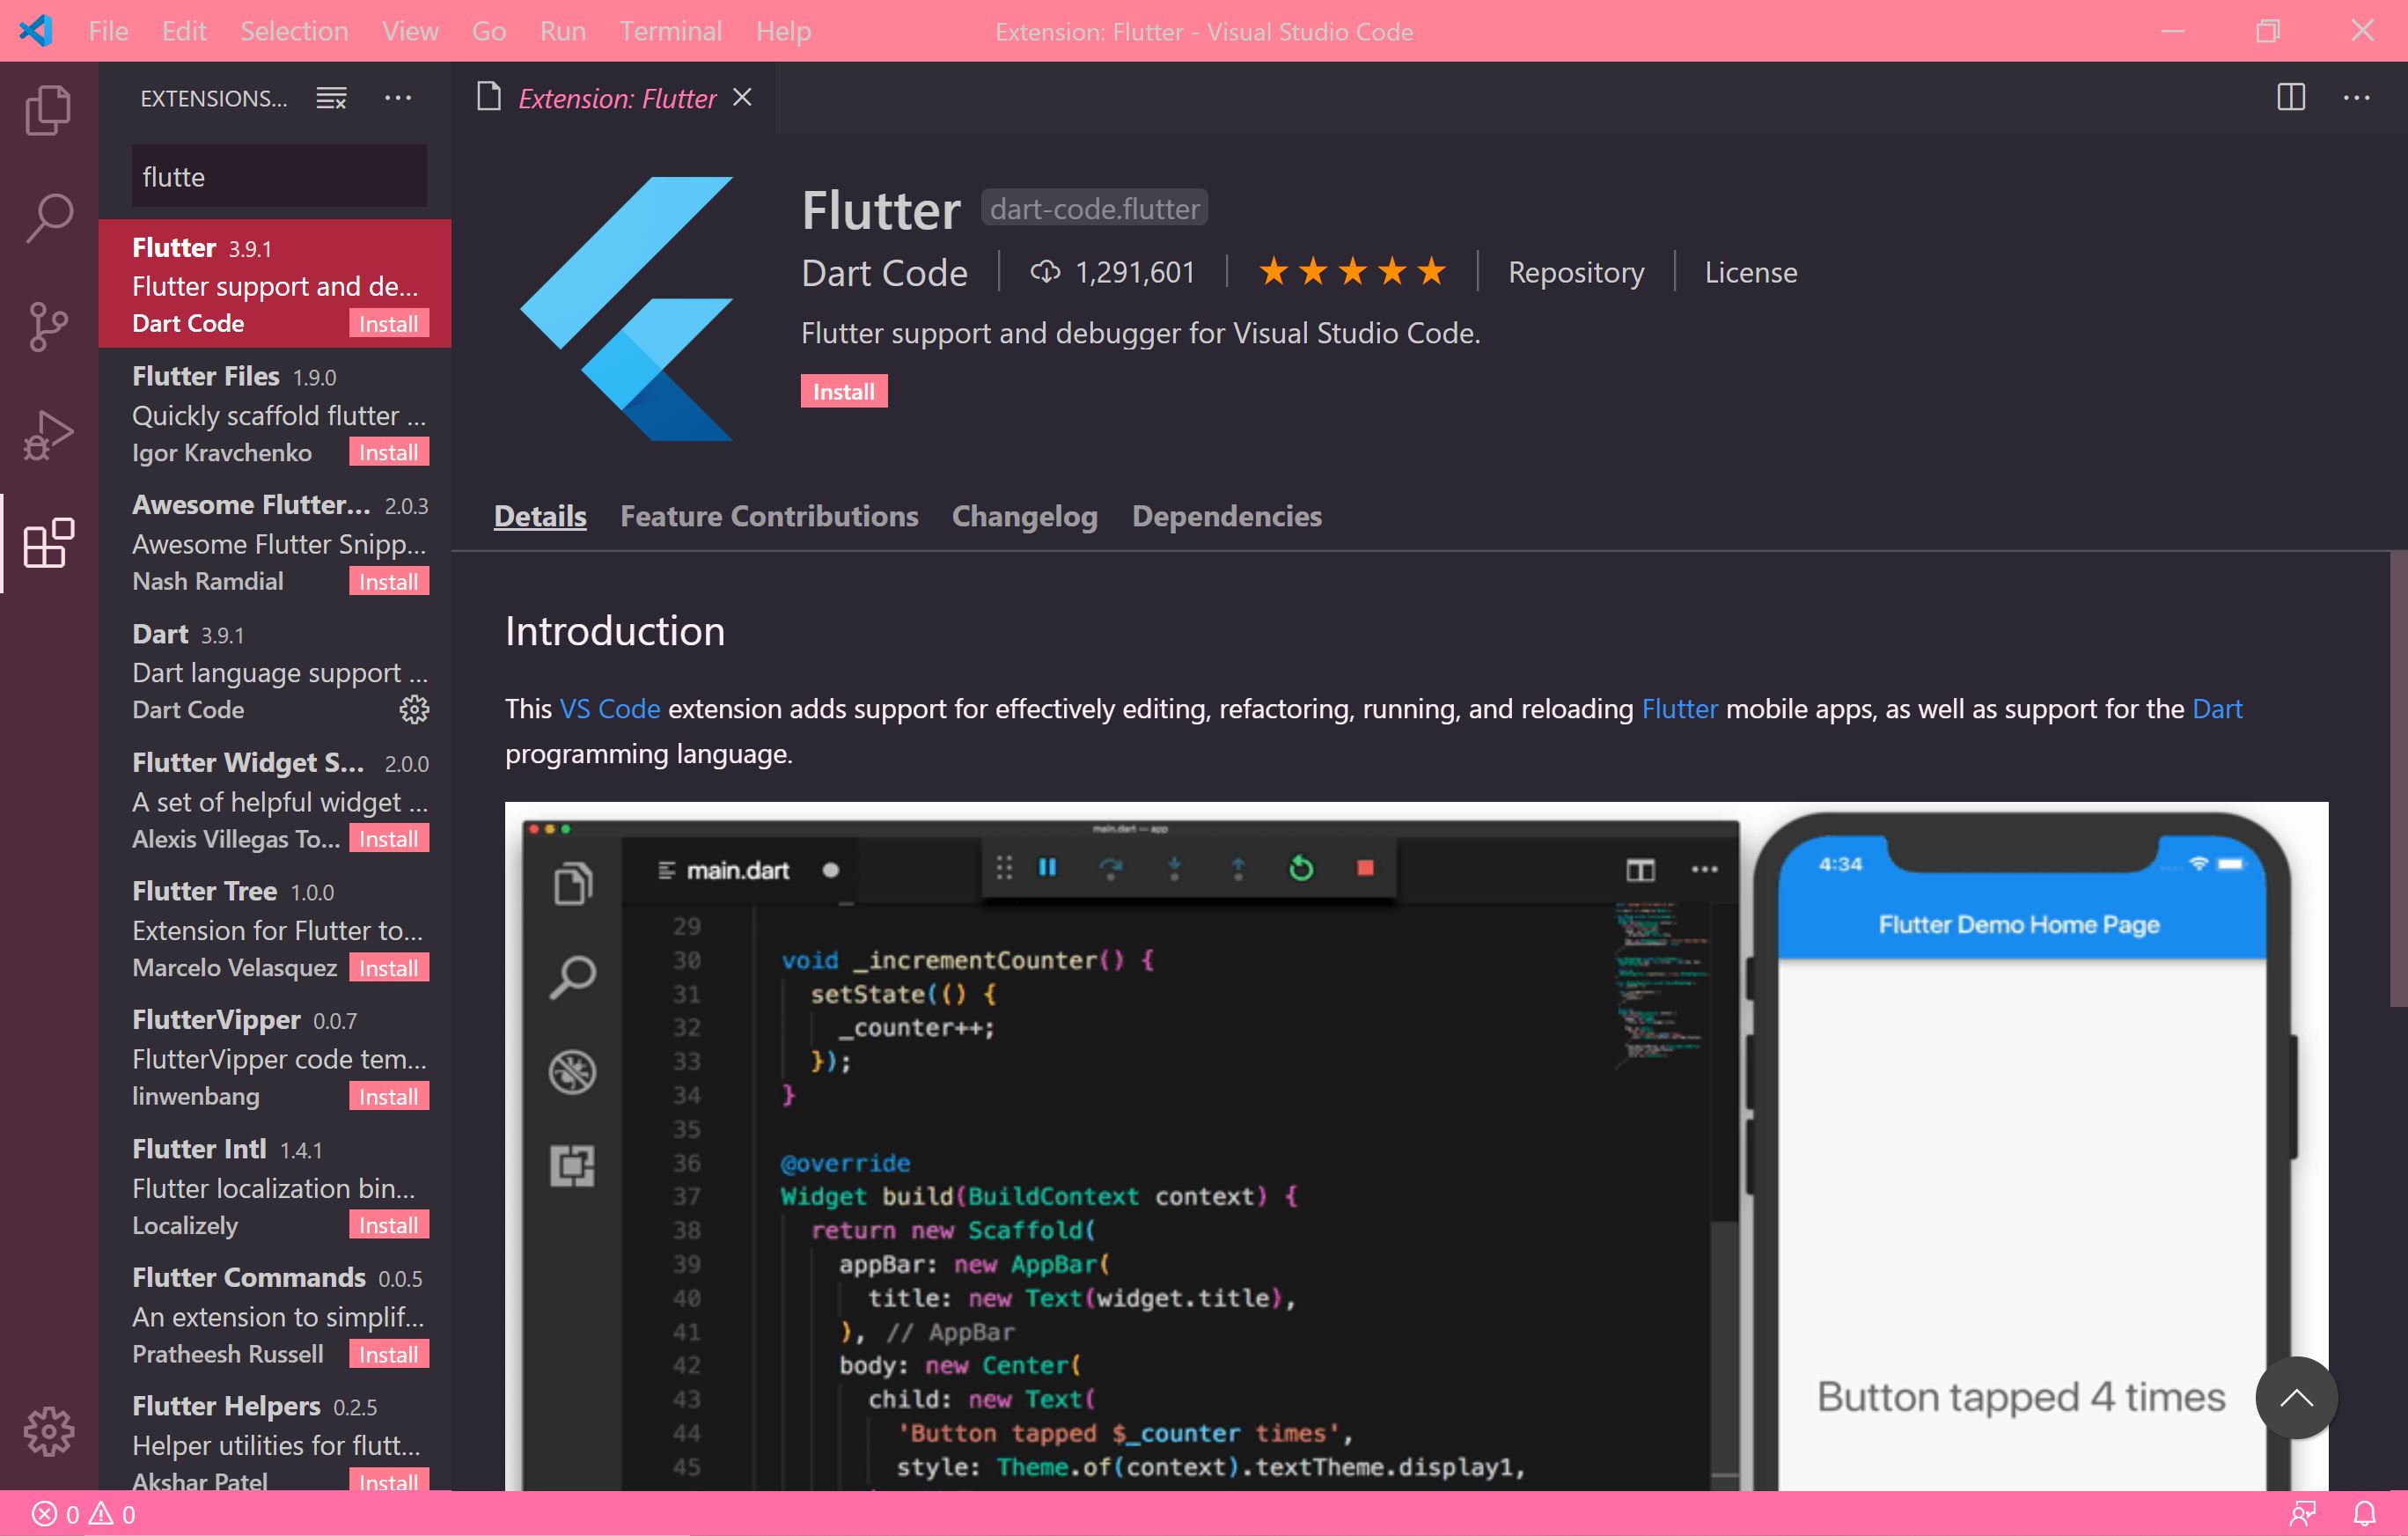 File Edit Selection View Go Run Terminal Help
Extension: Flutter - Visual Studio Code
EXTENSIONS...
flutte
Flutter 3.9.1
Flutter support and de...
Dart Code Install
Flutter Files 1.9.0
Quickly scaffold flutter ...
Igor Kravchenko Install
Awesome Flutter... 2.0.3
Awesome Flutter Snipp...
Nash Ramdial Install
Dart 3.9.1
Dart language support ...
Dart Code
Flutter Widget S... 2.0.0
A set of helpful widget ...
Alexis Villegas To... Install
Flutter Tree 1.0.0
Extension for Flutter to...
Marcelo Velasquez Install
FlutterVipper 0.0.7
FlutterVipper code tem...
linwenbang Install
Flutter Intl 1.4.1
Flutter localization bin...
Localizely Install
Flutter Commands 0.0.5
An extension to simplif...
Pratheesh Russell Install
Flutter Helpers 0.2.5
Helper utilities for flutt...
Akshar Patel Install
Extension: Flutter
Flutter dart-code.flutter
Dart Code 1,291,601 Repository License
Flutter support and debugger for Visual Studio Code.
Install
Details Feature Contributions Changelog Dependencies
Introduction
This VS Code extension adds support for effectively editing, refactoring, running, and reloading Flutter mobile apps, as well as support for the Dart
programming language.
main.dart — app
main.dart
29
30 void _incrementCounter() {
31 setState(() {
32 _counter++;
33 });
34 }
35
36 @override
37 Widget build(BuildContext context) {
38 return new Scaffold(
39 appBar: new AppBar(
40 title: new Text(widget.title),
41 ), // AppBar
42 body: new Center(
43 child: new Text(
44 'Button tapped $_counter times',
45 style: Theme.of(context).textTheme.display1,
4:34
Flutter Demo Home Page
Button tapped 4 times
0 0